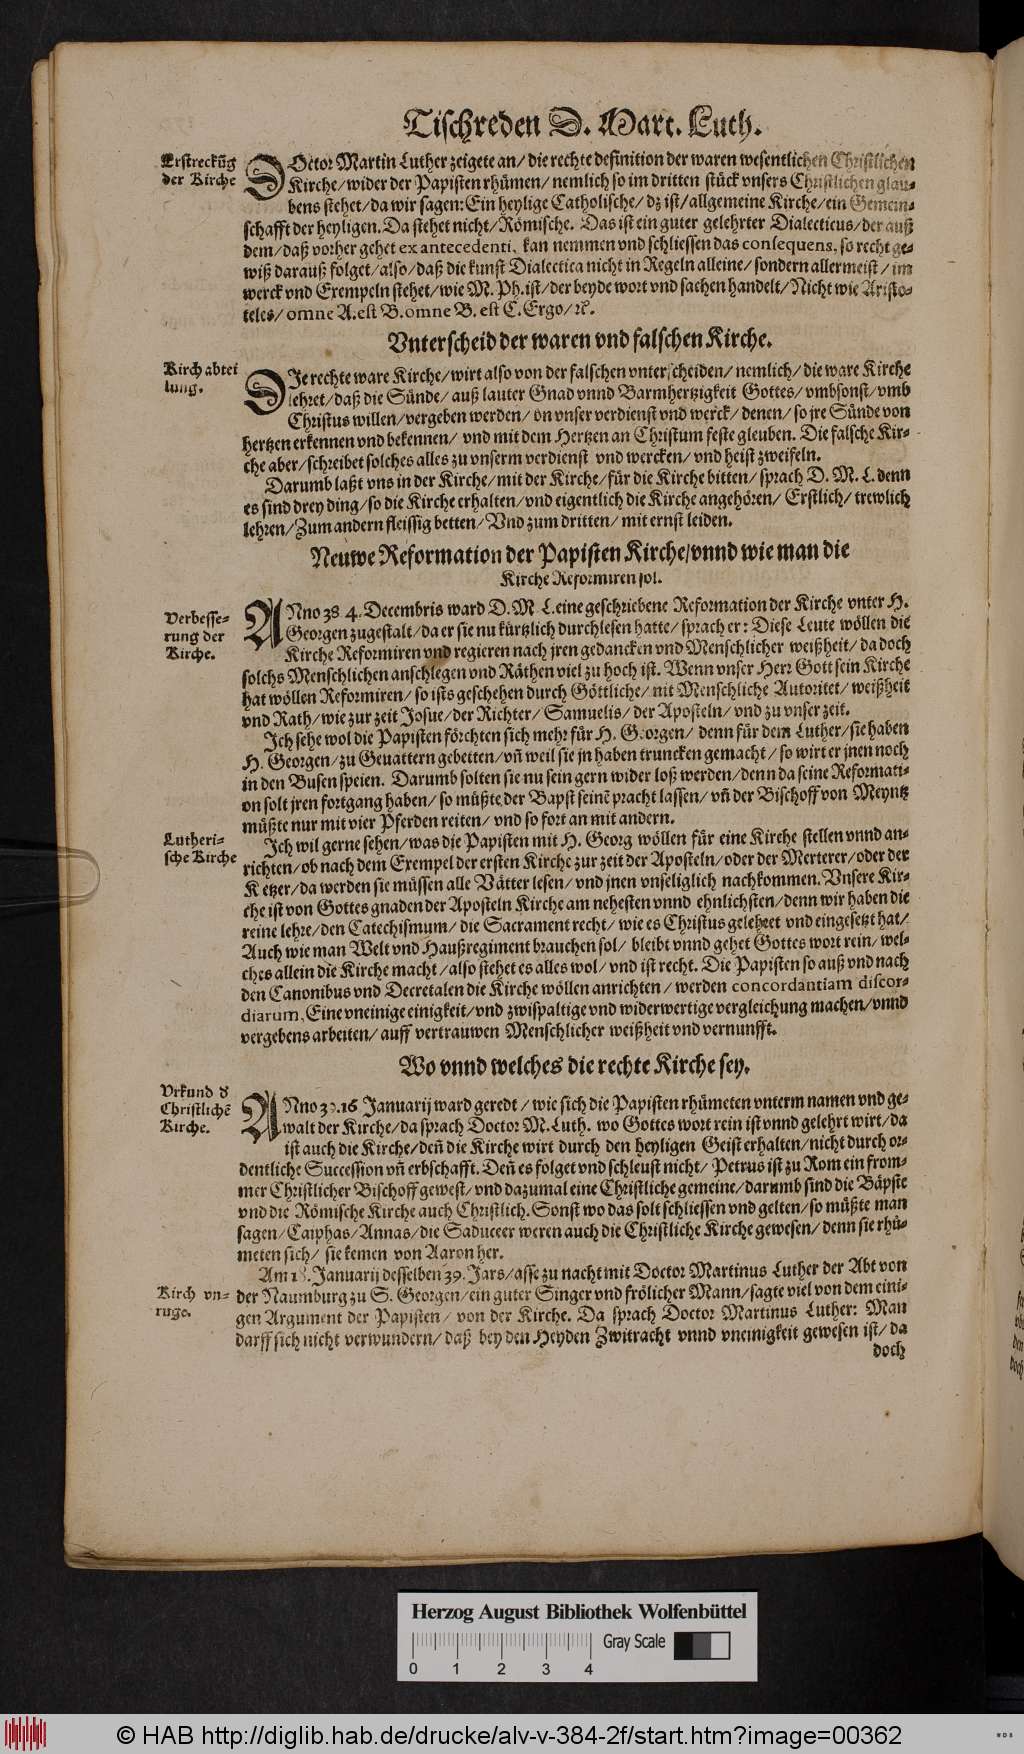 Tischreden D. Mart. Luth.
Erstreckūg
der Kirche
DOctor Martin Luther zeigete an/ die rechte definition der waren wesentlichen Christlichen
Kirche/ wider der Papisten rhümen/ nemlich so im dritten stück vnsers Christlichen glau-
bens stehet/ da wir sagen: Ein heylige Catholische/ dz ist/ allgemeine Kirche/ ein Gemein-
schafft der heyligen. Da stehet nicht/ Römische. Das ist ein guter gelehrter Dialecticus/ der auß
dem/ daß vorher gehet ex antecedenti, kan nemmen vnd schliessen das consequens, so recht ge-
wiß darauß folget/ also/ daß die kunst Dialectica nicht in Regeln alleine/ sondern allermeist/ im
werck vnd Exempeln stehet/ wie M. Ph. ist/ der beyde wort vnd sachen handelt/ Nicht wie Aristo-
teles/ omne A. est B. omne B. est C. Ergo/ ꝛc̃.
Vnterscheid der waren vnd falschen Kirche.
Kirch abtei
lung.
DIe rechte ware Kirche/ wirt also von der falschen vnterscheiden/ nemlich/ die ware Kirche
lehret/ daß die Sünde/ auß lauter Gnad vnnd Barmhertzigkeit Gottes/ vmbsonst/ vmb
Christus willen/ vergeben werden/ on vnser verdienst vnd werck/ denen/ so jre Sünde von
hertzen erkennen vnd bekennen/ vnd mit dem Hertzen an Christum feste gleuben. Die falsche Kir-
che aber/ schreibet solches alles zu vnserm verdienst vnd wercken/ vnd heist zweifeln.
Darumb laßt vns in der Kirche/ mit der Kirche/ für die Kirche bitten/ sprach D. M. L. denn
es sind drey ding/ so die Kirche erhalten/ vnd eigentlich die Kirche angehören/ Erstlich/ trewlich
lehren/ Zum andern fleissig betten/ Vnd zum dritten/ mit ernst leiden.
Neuwe Reformation der Papisten Kirche/ vnnd wie man die
Kirche Reformiren sol.
Verbesse-
rung der
Kirche.
ANno 38 4. Decembris ward D. M. L. eine geschriebene Reformation der Kirche vnter H.
Georgen zugestalt/ da er sie nu kürtzlich durchlesen hatte/ sprach er: Diese Leute wöllen die
Kirche Reformiren vnd regieren nach jren gedancken vnd Menschlicher weißheit/ da doch
solchs Menschlichen anschlegen vnd Räthen viel zu hoch ist. Wenn vnser Herr Gott sein Kirche
hat wöllen Reformiren/ so ists geschehen durch Göttliche/ nit Menschliche Autoritet/ weißheit
vnd Rath/ wie zur zeit Josue/ der Richter/ Samuelis/ der Aposteln/ vnd zu vnser zeit.
Ich sehe wol die Papisten förchten sich mehr für H. Georgen/ denn für dem Luther/ sie haben
H. Georgen/ zu Gevattern gebetten/ vñ weil sie jn haben truncken gemacht/ so wirt er jnen noch
in den Busen speien. Darumb solten sie nu sein gern wider loß werden/ denn da seine Reformati-
on solt jren fortgang haben/ so müßte der Bapst seinē pracht lassen/ vñ der Bischoff von Meyntz
müßte nur mit vier Pferden reiten/ vnd so fort an mit andern.
Lutheri-
sche Kirche
Ich wil gerne sehen/ was die Papisten mit H. Georg wöllen für eine Kirche stellen vnnd an-
richten/ ob nach dem Exempel der ersten Kirche zur zeit der Aposteln/ oder der Merterer/ oder der
Ketzer/ da werden sie müssen alle Vätter lesen/ vnd jnen vnseliglich nachkommen. Vnsere Kir-
che ist von Gottes gnaden der Aposteln Kirche am nehesten vnnd ehnlichsten/ denn wir haben die
reine lehre/ den Catechismum/ die Sacrament recht/ wie es Christus gelehret vnd eingesetzt hat/
Auch wie man Welt vnd Haußregiment brauchen sol/ bleibt vnnd gehet Gottes wort rein/ wel-
ches allein die Kirche macht/ also stehet es alles wol/ vnd ist recht. Die Papisten so auß vnd nach
den Canonibus vnd Decretalen die Kirche wöllen anrichten/ werden concordantiam discor-
diarum, Eine vneinige einigkeit/ vnd zwispaltige vnd widerwertige vergleichung machen/ vnnd
vergebens arbeiten/ auff vertrauwen Menschlicher weißheit vnd vernunfft.
Wo vnnd welches die rechte Kirche sey.
Vrkund d
Christlichē
Kirche.
ANno 39. 16 Januarij ward geredt/ wie sich die Papisten rhümeten vnterm namen vnd ge-
walt der Kirche/ da sprach Doctor M. Luth. wo Gottes wort rein ist vnnd gelehrt wirt/ da
ist auch die Kirche/ deñ die Kirche wirt durch den heyligen Geist erhalten/ nicht durch or-
dentliche Succession vñ erbschafft. Deñ es folget vnd schleust nicht/ Petrus ist zu Rom ein from-
mer Christlicher Bischoff gewest/ vnd dazumal eine Christliche gemeine/ darumb sind die Bäpste
vnd die Römische Kirche auch Christlich. Sonst wo das solt schliessen vnd gelten/ so müßte man
sagen/ Caiphas/ Annas/ die Saduceer weren auch die Christliche Kirche gewesen/ denn sie rhü-
meten sich/ sie kemen von Aaron her.
Kirch vn-
ruge.
Am 18. Januarij desselben 39. Jars/ asse zu nacht mit Doctor Martinus Luther der Abt von
der Naumburg zu S. Georgen/ ein guter Singer vnd frölicher Mann/ sagte viel von dem eini-
gen Argument der Papisten/ von der Kirche. Da sprach Doctor Martinus Luther: Man
darff sich nicht verwundern/ daß bey den Heyden Zwitracht vnnd vneinigkeit gewesen ist/ da
doch
Herzog August Bibliothek Wolfenbüttel
Gray Scale
0 1 2 3 4
© HAB http://diglib.hab.de/drucke/alv-v-384-2f/start.htm?image=00362